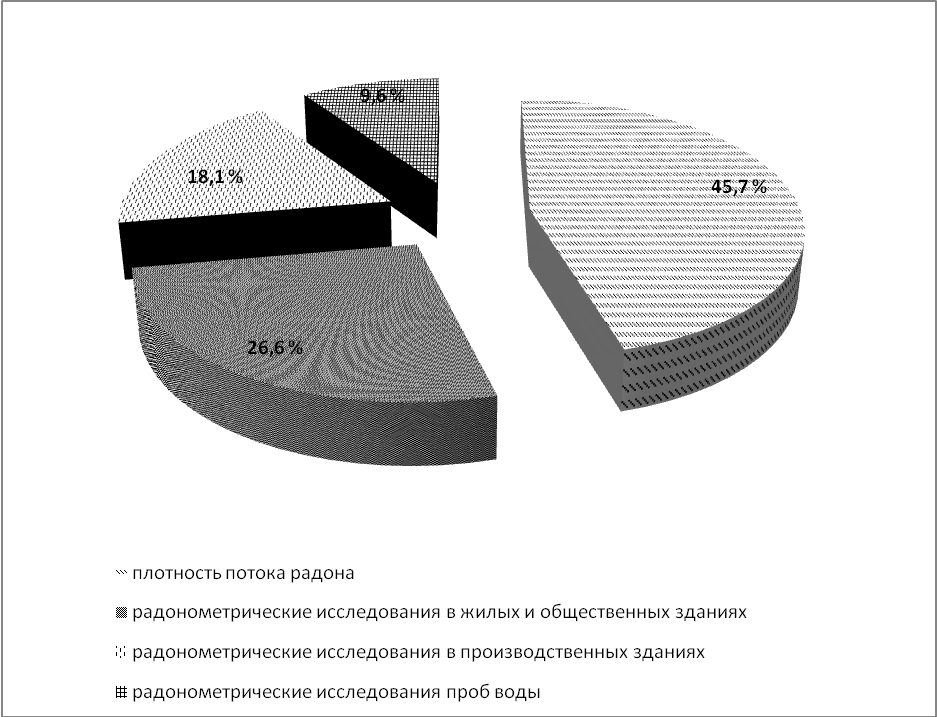 9,6 %
18,1 %
45,7 %
26,6 %
плотность потока радона
радонометрические исследования в жилых и общественных зданиях
радонометрические исследования в производственных зданиях
радонометрические исследования проб воды